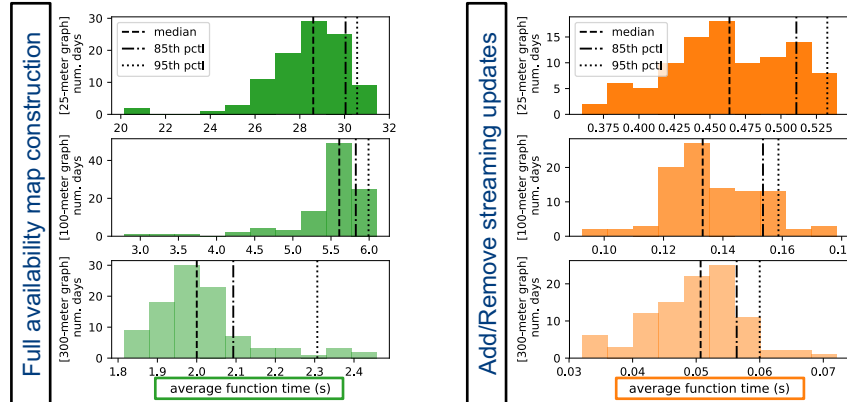 Full availability map construction
[25-meter graph]
num. days
30
20
10
0
median
85th pctl
95th pctl
20 22 24 26 28 30 32
[100-meter graph]
num. days
40
20
0
3.0 3.5 4.0 4.5 5.0 5.5 6.0
[300-meter graph]
num. days
30
20
10
0
1.8 1.9 2.0 2.1 2.2 2.3 2.4
average function time (s)
Add/Remove streaming updates
[25-meter graph]
num. days
15
10
5
0
median
85th pctl
95th pctl
0.375 0.400 0.425 0.450 0.475 0.500 0.525
[100-meter graph]
num. days
20
10
0
0.10 0.12 0.14 0.16
[300-meter graph]
num. days
20
10
0
0.03 0.04 0.05 0.06 0.07
average function time (s)